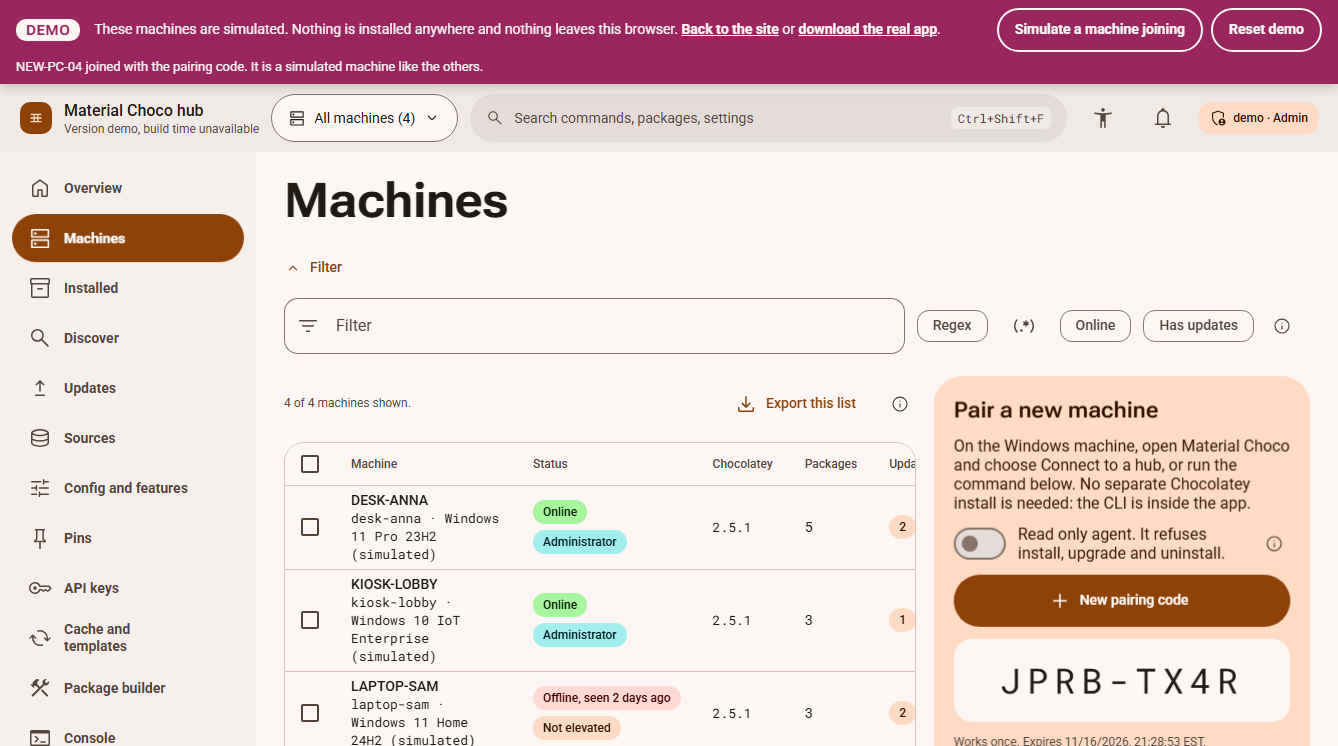 DEMO
These machines are simulated. Nothing is installed anywhere and nothing leaves this browser. Back to the site or download the real app.
Simulate a machine joining
Reset demo
NEW-PC-04 joined with the pairing code. It is a simulated machine like the others.
Material Choco hub
Version demo, build time unavailable
All machines (4)
Search commands, packages, settings
Ctrl+Shift+F
demo · Admin
Overview
Machines
Installed
Discover
Updates
Sources
Config and features
Pins
API keys
Cache and
templates
Package builder
Console
Machines
Filter
Filter
Regex
(.*)
Online
Has updates
4 of 4 machines shown.
Export this list
Machine
Status
Chocolatey
Packages
Upda
DESK-ANNA
desk-anna · Windows
11 Pro 23H2
(simulated)
Online
Administrator
2.5.1
5
2
KIOSK-LOBBY
kiosk-lobby ·
Windows 10 IoT
Enterprise
(simulated)
Online
Administrator
2.5.1
3
1
LAPTOP-SAM
laptop-sam ·
Windows 11 Home
24H2 (simulated)
Offline, seen 2 days ago
Not elevated
2.5.1
3
2
Pair a new machine
On the Windows machine, open Material Choco
and choose Connect to a hub, or run the
command below. No separate Chocolatey
install is needed: the CLI is inside the app.
Read only agent. It refuses
install, upgrade and uninstall.
New pairing code
JPRB-TX4R
Works once. Expires 11/16/2026, 21:28:53 EST.